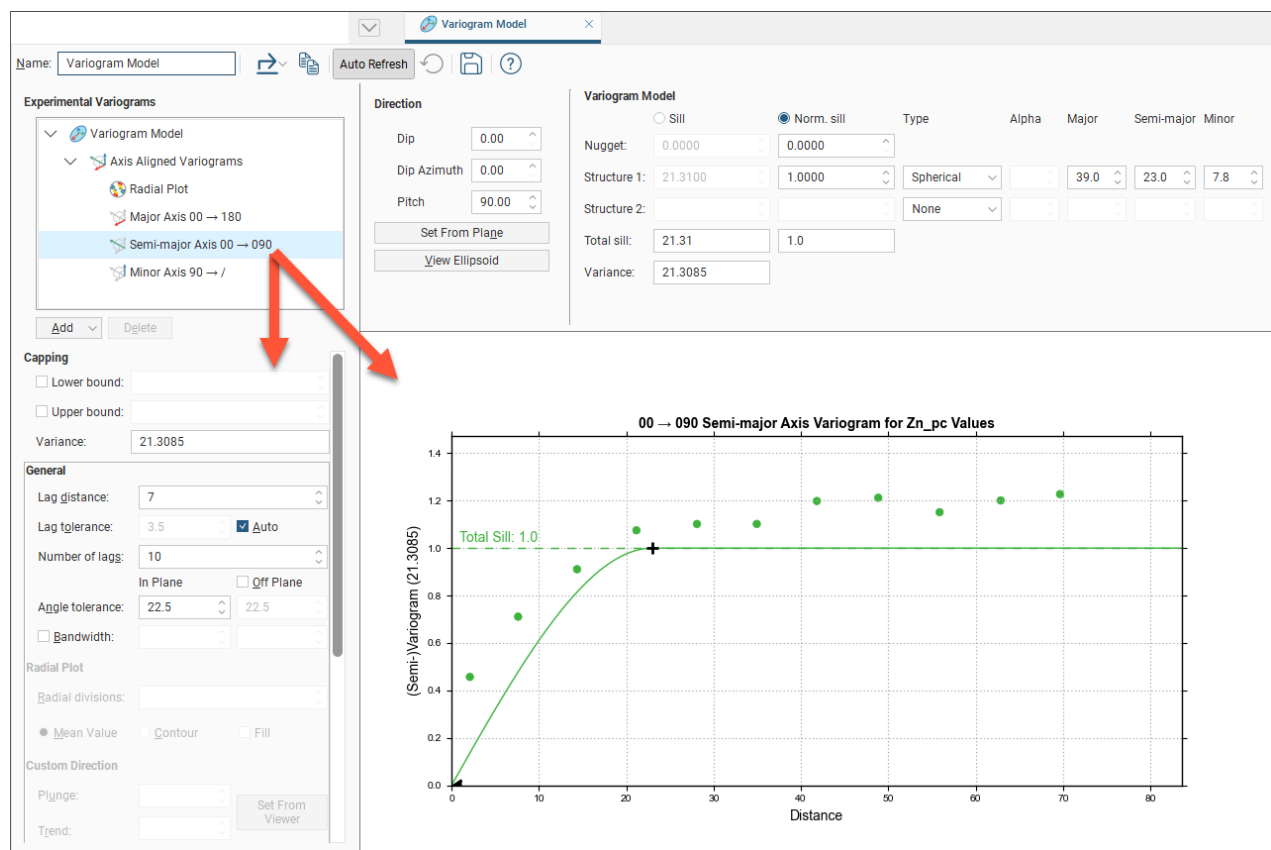 Variogram Model ×
Name: Variogram Model Auto Refresh ?
Experimental Variograms
Variogram Model
Axis Aligned Variograms
Radial Plot
Major Axis 00 → 180
Semi-major Axis 00 → 090
Minor Axis 90 → /
Add Delete
Direction
Dip 0.00
Dip Azimuth 0.00
Pitch 90.00
Set From Plane
View Ellipsoid
Variogram Model
Sill Norm. sill Type Alpha Major Semi-major Minor
Nugget: 0.0000 0.0000
Structure 1: 21.3100 1.0000 Spherical 39.0 23.0 7.8
Structure 2: None
Total sill: 21.31 1.0
Variance: 21.3085
Capping
Lower bound:
Upper bound:
Variance: 21.3085
General
Lag distance: 7
Lag tolerance: 3.5 Auto
Number of lags: 10
In Plane Off Plane
Angle tolerance: 22.5 22.5
Bandwidth:
Radial Plot
Radial divisions:
Mean Value Contour Fill
Custom Direction
Plunge:
Set From
Viewer
Trend:
00 → 090 Semi-major Axis Variogram for Zn_pc Values
(Semi-)Variogram (21.3085)
1.4
1.2
1.0
0.8
0.6
0.4
0.2
0.0
Total Sill: 1.0
0 10 20 30 40 50 60 70 80
Distance